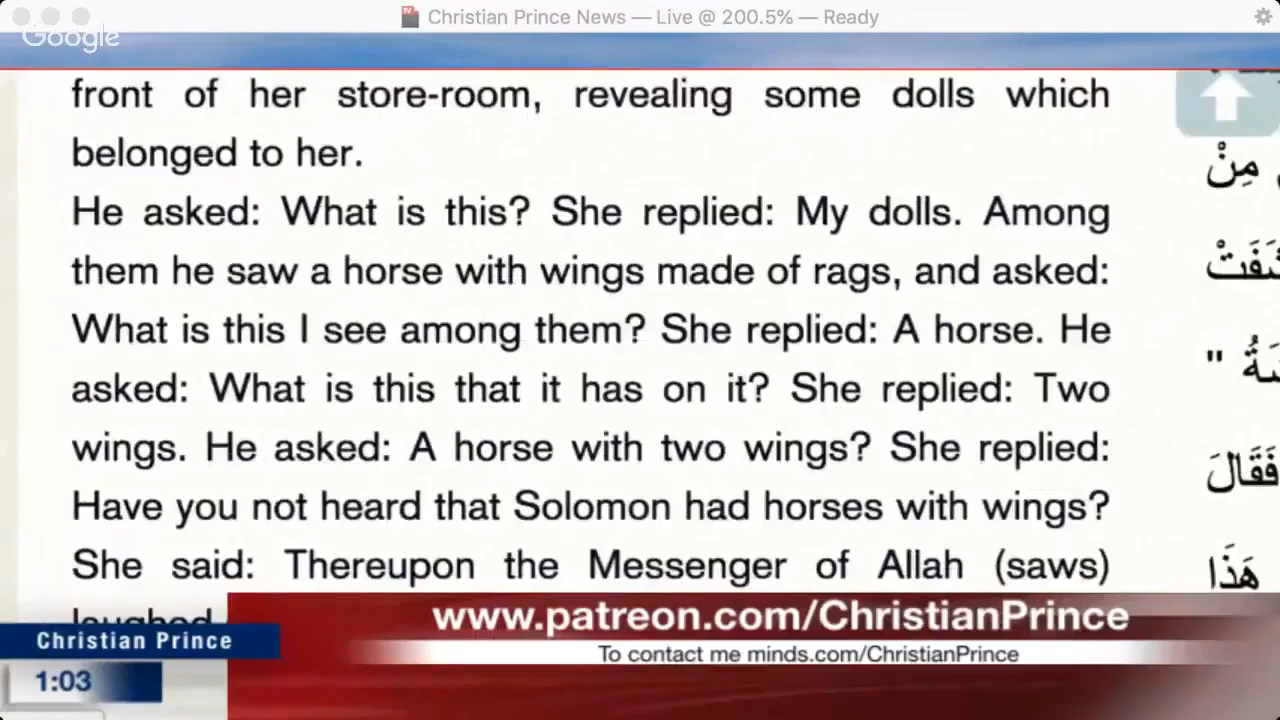 Christian Prince News — Live @ 200.5% — Ready
Google
front of her store-room, revealing some dolls which
belonged to her.
He asked: What is this? She replied: My dolls. Among
them he saw a horse with wings made of rags, and asked:
What is this I see among them? She replied: A horse. He
asked: What is this that it has on it? She replied: Two
wings. He asked: A horse with two wings? She replied:
Have you not heard that Solomon had horses with wings?
She said: Thereupon the Messenger of Allah (saws)
laughed
مِنْ
"
فَقَالَ
هَذَا
www.patreon.com/ChristianPrince
Christian Prince
To contact me minds.com/ChristianPrince
1:03